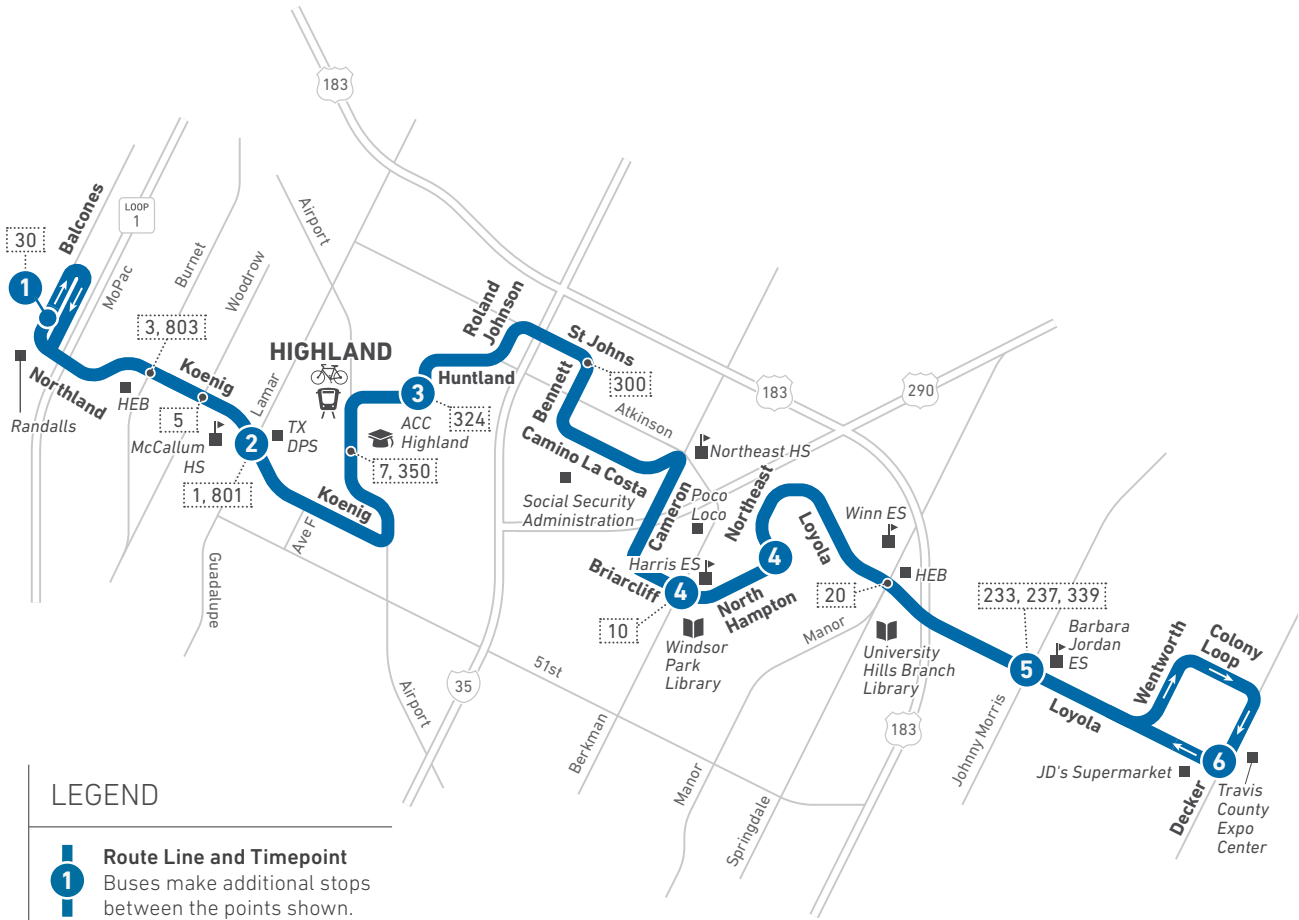 183
Balcones
LOOP
1
30
1
MoPac
Burnet
Woodrow
Airport
3, 803
Koenig
Northland
HEB
Randalls
5
McCallum
HS
Lamar
2
TX
DPS
1, 801
HIGHLAND
Koenig
Ave F
Guadalupe
7, 350
ACC
Highland
3
324
Huntland
Roland
Johnson
St Johns
300
Bennett
Atkinson
Camino La Costa
Social Security
Administration
183
290
Northeast HS
Poco
Loco
Cameron
Northeast
Harris ES
Briarcliff
4
10
North
Hampton
4
Loyola
Winn ES
HEB
20
Manor
Windsor
Park
Library
University
Hills Branch
Library
233, 237, 339
Barbara
Jordan
ES
5
Loyola
Wentworth
Colony
Loop
6
JD's Supermarket
Decker
Travis
County
Expo
Center
Johnny Morris
183
51st
35
Airport
Berkman
Manor
Springdale
LEGEND
1
Route Line and Timepoint
Buses make additional stops
between the points shown.